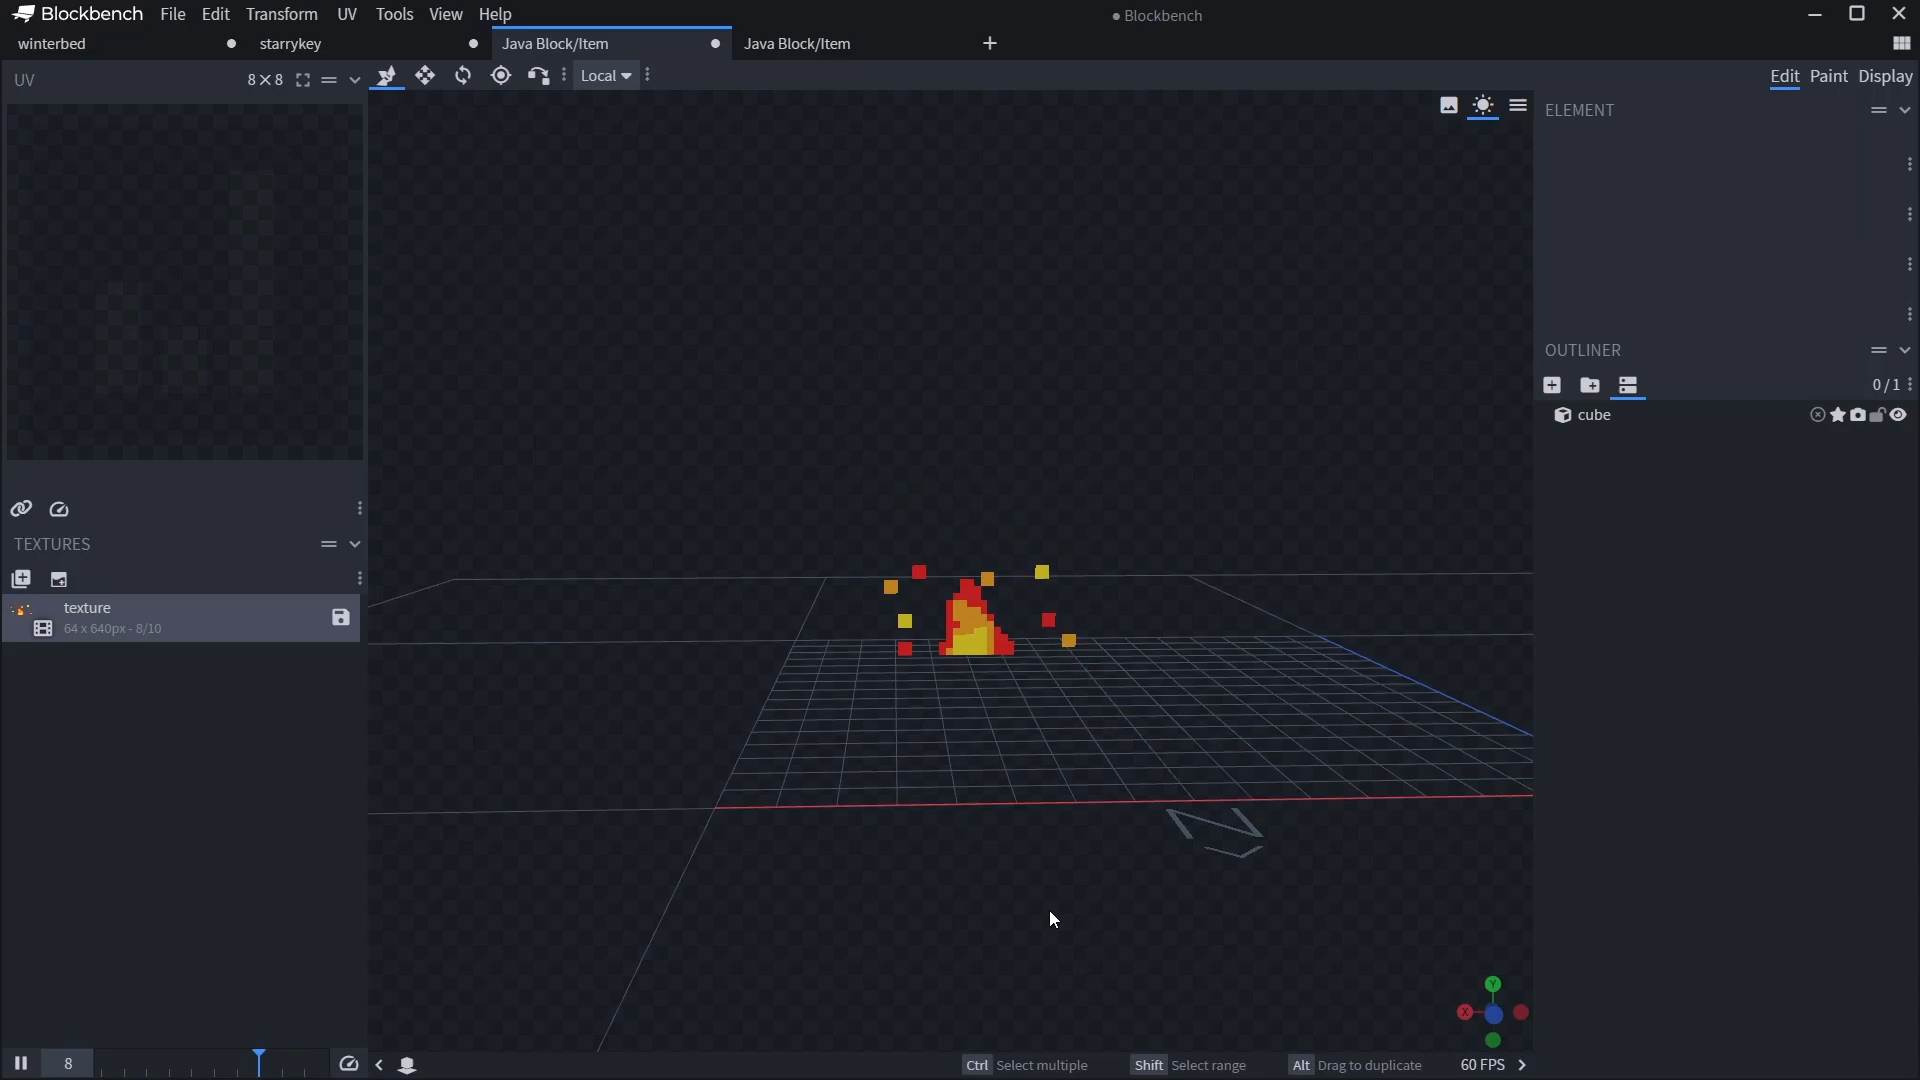 Blockbench File Edit Transform UV Tools View Help
● Blockbench
winterbed starrykey Java Block/Item Java Block/Item
UV 8×8
Local
Edit Paint Display
ELEMENT
OUTLINER
0/1
cube
TEXTURES
texture
64 x 640px - 8/10
Y
X
8
Ctrl Select multiple Shift Select range Alt Drag to duplicate 60 FPS